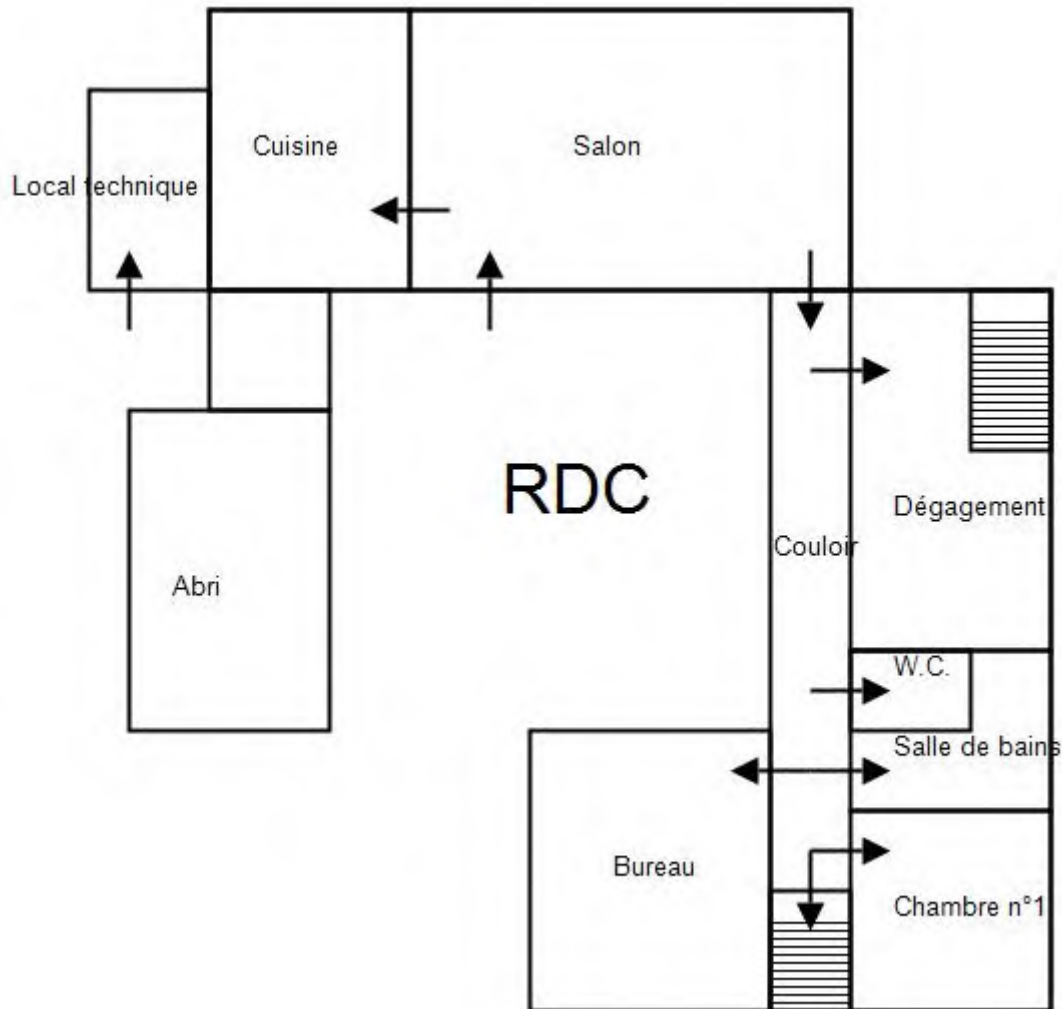 Cuisine
Salon
Local technique
RDC
Dégagement
Couloir
Abri
W.C.
Salle de bains
Bureau
Chambre n°1